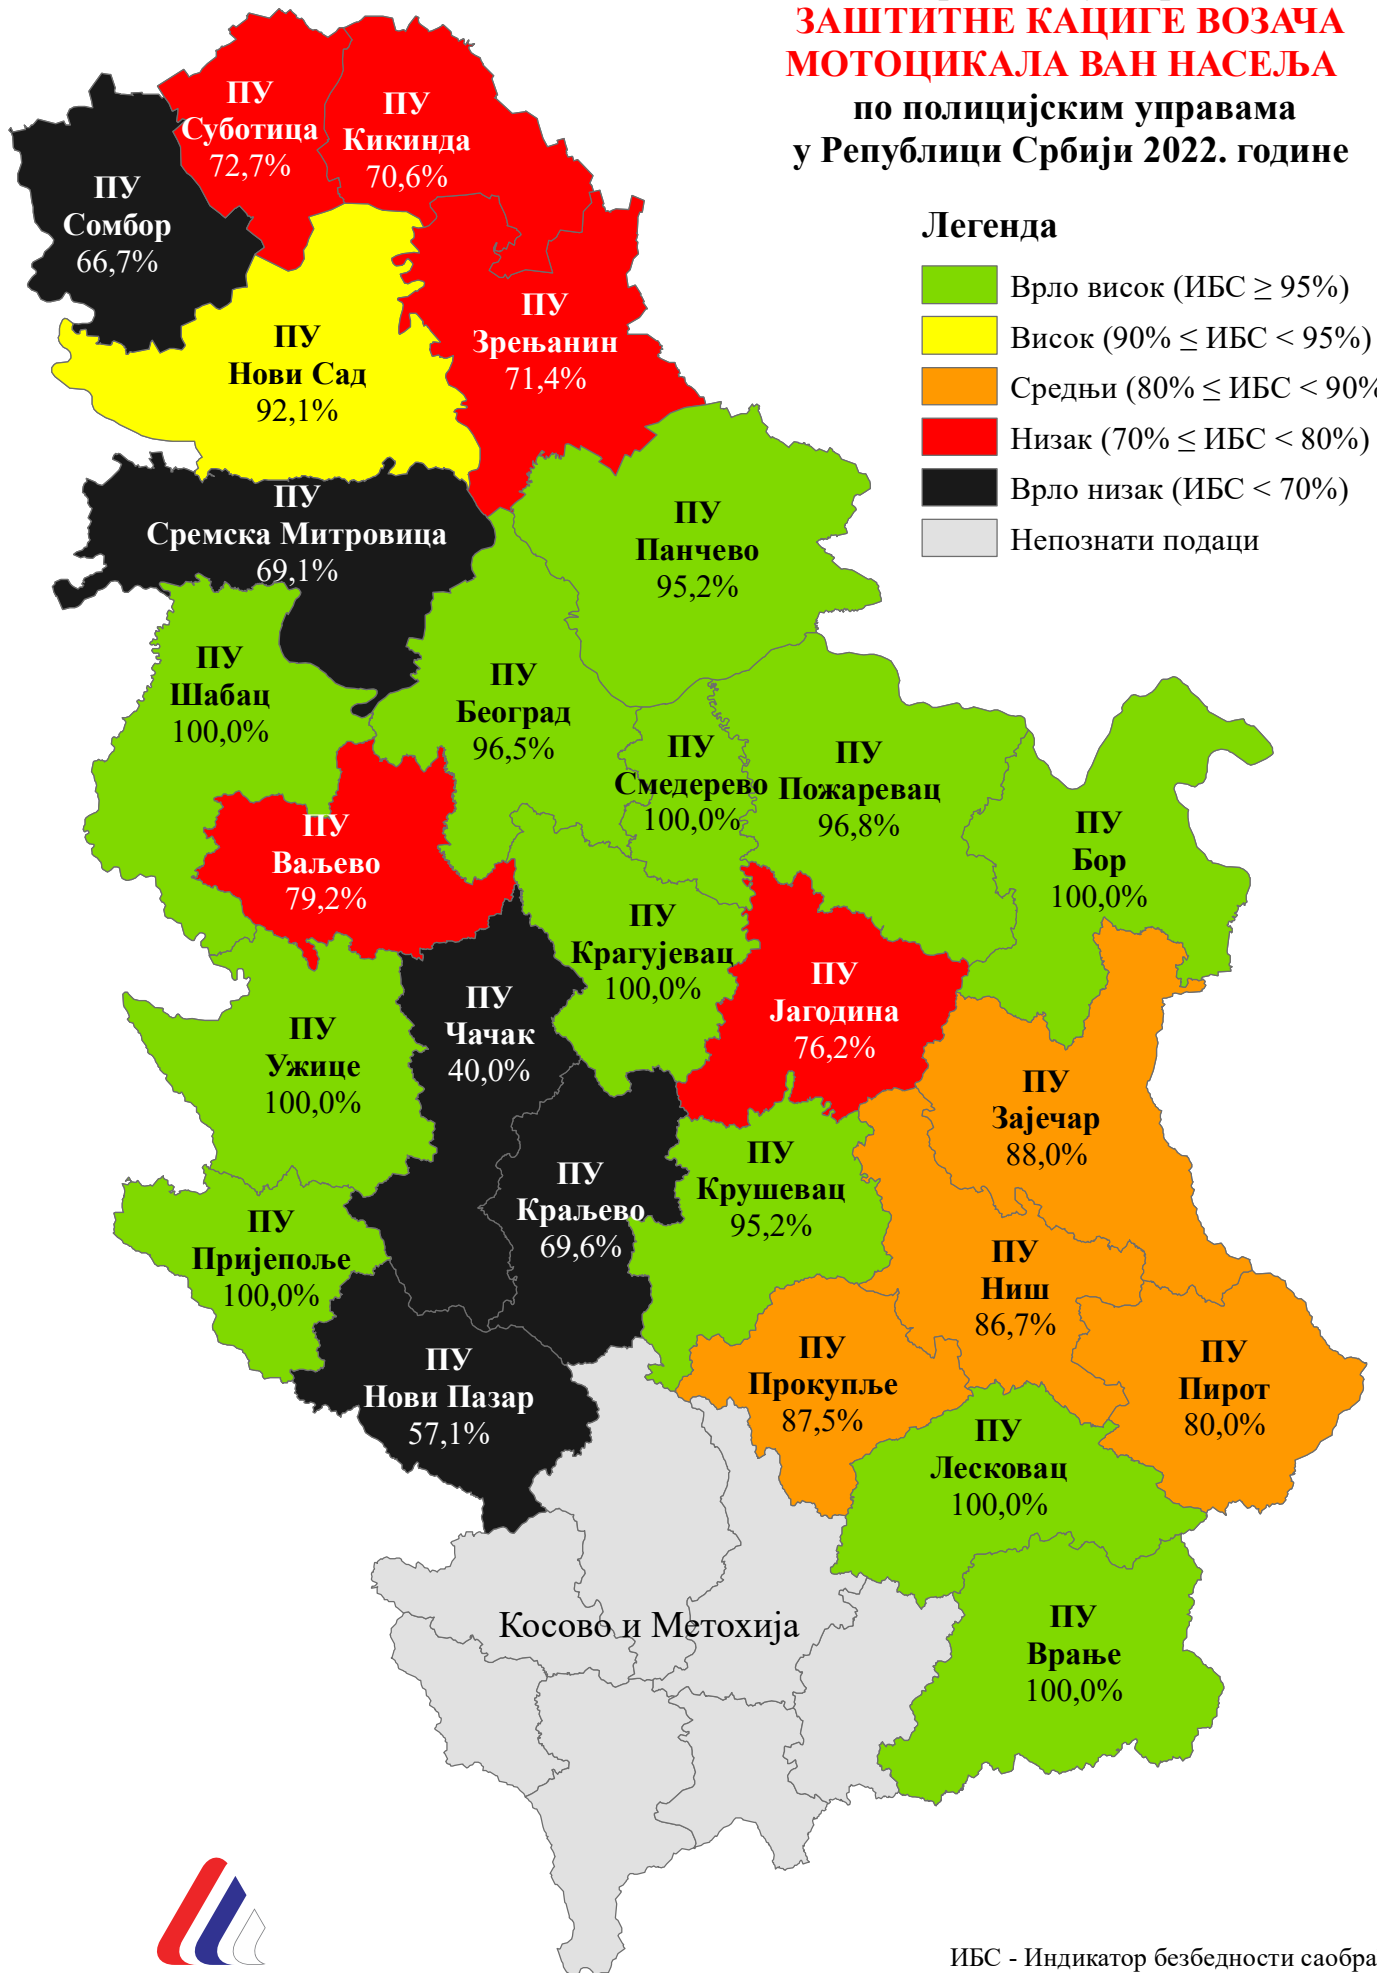 ЗАШТИТНЕ КАЦИГЕ ВОЗАЧА
МОТОЦИКАЛА ВАН НАСЕЉА
по полицијским управама
у Републици Србији 2022. године
Легенда
Врло висок (ИБС ≥ 95%)
Висок (90% ≤ ИБС < 95%)
Средњи (80% ≤ ИБС < 90%
Низак (70% ≤ ИБС < 80%)
Врло низак (ИБС < 70%)
Непознати подаци
ПУ
Суботица
72,7%
ПУ
Кикинда
70,6%
ПУ
Сомбор
66,7%
ПУ
Зрењанин
71,4%
ПУ
Нови Сад
92,1%
ПУ
Сремска Митровица
69,1%
ПУ
Панчево
95,2%
ПУ
Шабац
100,0%
ПУ
Београд
96,5%
ПУ
Смедерево
100,0%
ПУ
Пожаревац
96,8%
ПУ
Бор
100,0%
ПУ
Ваљево
79,2%
ПУ
Крагујевац
100,0%
ПУ
Јагодина
76,2%
ПУ
Чачак
40,0%
ПУ
Ужице
100,0%
ПУ
Зајечар
88,0%
ПУ
Крушевац
95,2%
ПУ
Краљево
69,6%
ПУ
Пријепоље
100,0%
ПУ
Ниш
86,7%
ПУ
Прокупље
87,5%
ПУ
Пирот
80,0%
ПУ
Нови Пазар
57,1%
ПУ
Лесковац
100,0%
Косово и Метохија
ПУ
Врање
100,0%
ИБС - Индикатор безбедности саобра